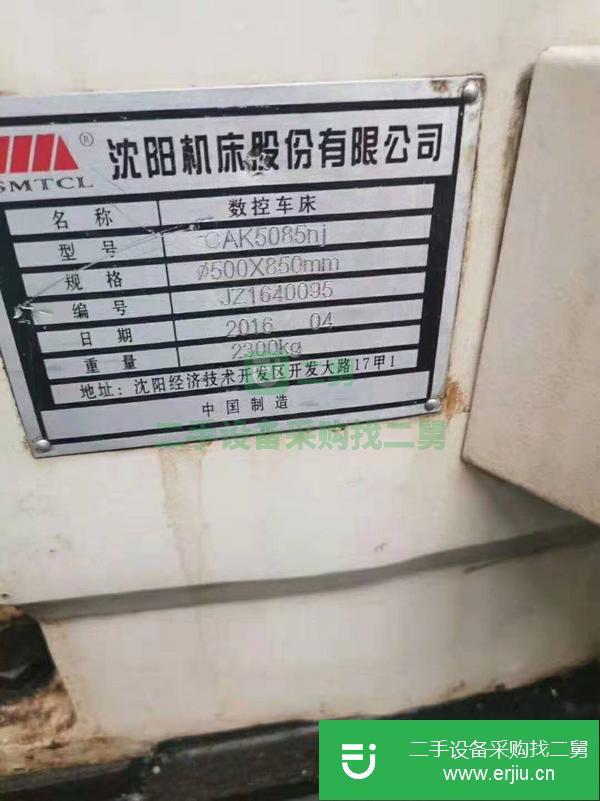 ® 沈阳机床股份有限公司
SMTCL
名称 数控车床
型号 CAK5085nj
规格 ø500X850mm
编号 JZ1640095
日期 2016 04
重量 2300kg
地址: 沈阳经济技术开发区开发大路17甲1
中国制造
二舅
二手设备采购找二舅
二手设备采购找二舅
www.erjiu.cn